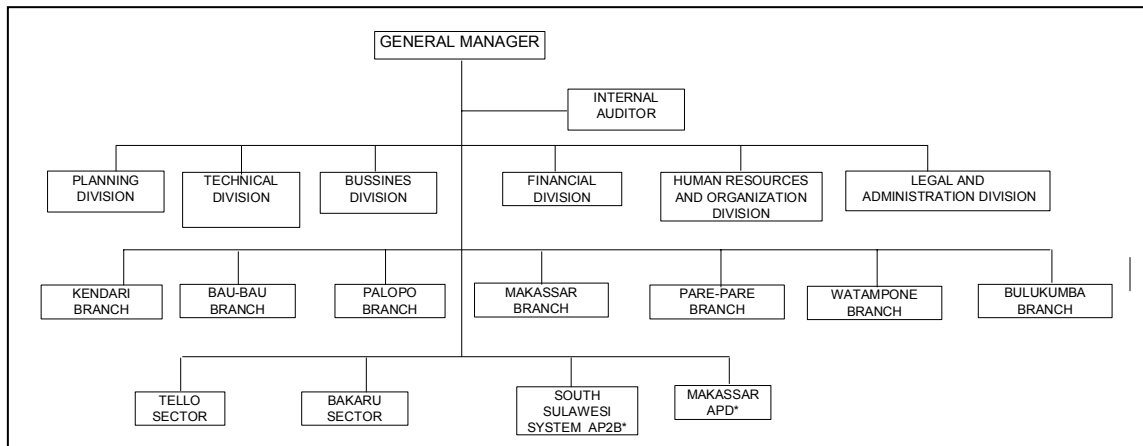 GENERAL MANAGER
INTERNAL
AUDITOR
PLANNING
DIVISION
TECHNICAL
DIVISION
BUSSINES
DIVISION
FINANCIAL
DIVISION
HUMAN RESOURCES
AND ORGANIZATION
DIVISION
LEGAL AND
ADMINISTRATION DIVISION
KENDARI
BRANCH
BAU-BAU
BRANCH
PALOPO
BRANCH
MAKASSAR
BRANCH
PARE-PARE
BRANCH
WATAMPONE
BRANCH
BULUKUMBA
BRANCH
TELLO
SECTOR
BAKARU
SECTOR
SOUTH
SULAWESI
SYSTEM AP2B*
MAKASSAR
APD*